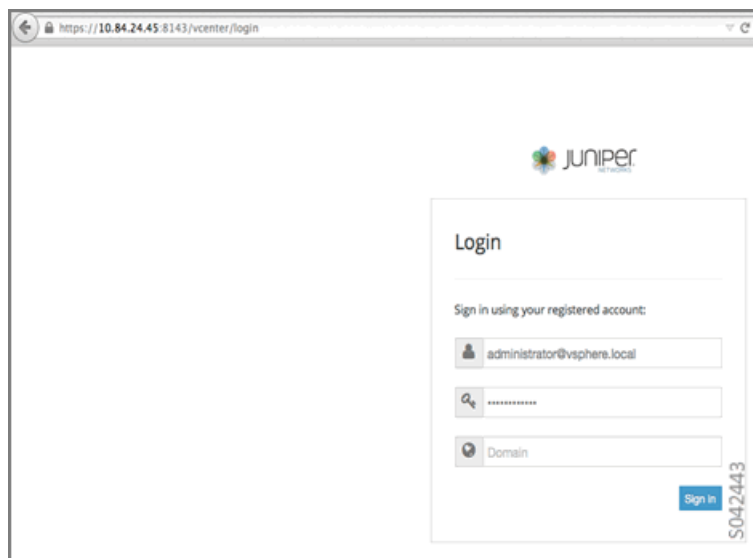 https://10.84.24.45:8143/vcenter/login
JUNIPER
NETWORKS
Login
Sign in using your registered account:
administrator@vsphere.local
••••••••••••
Domain
Sign in
S042443